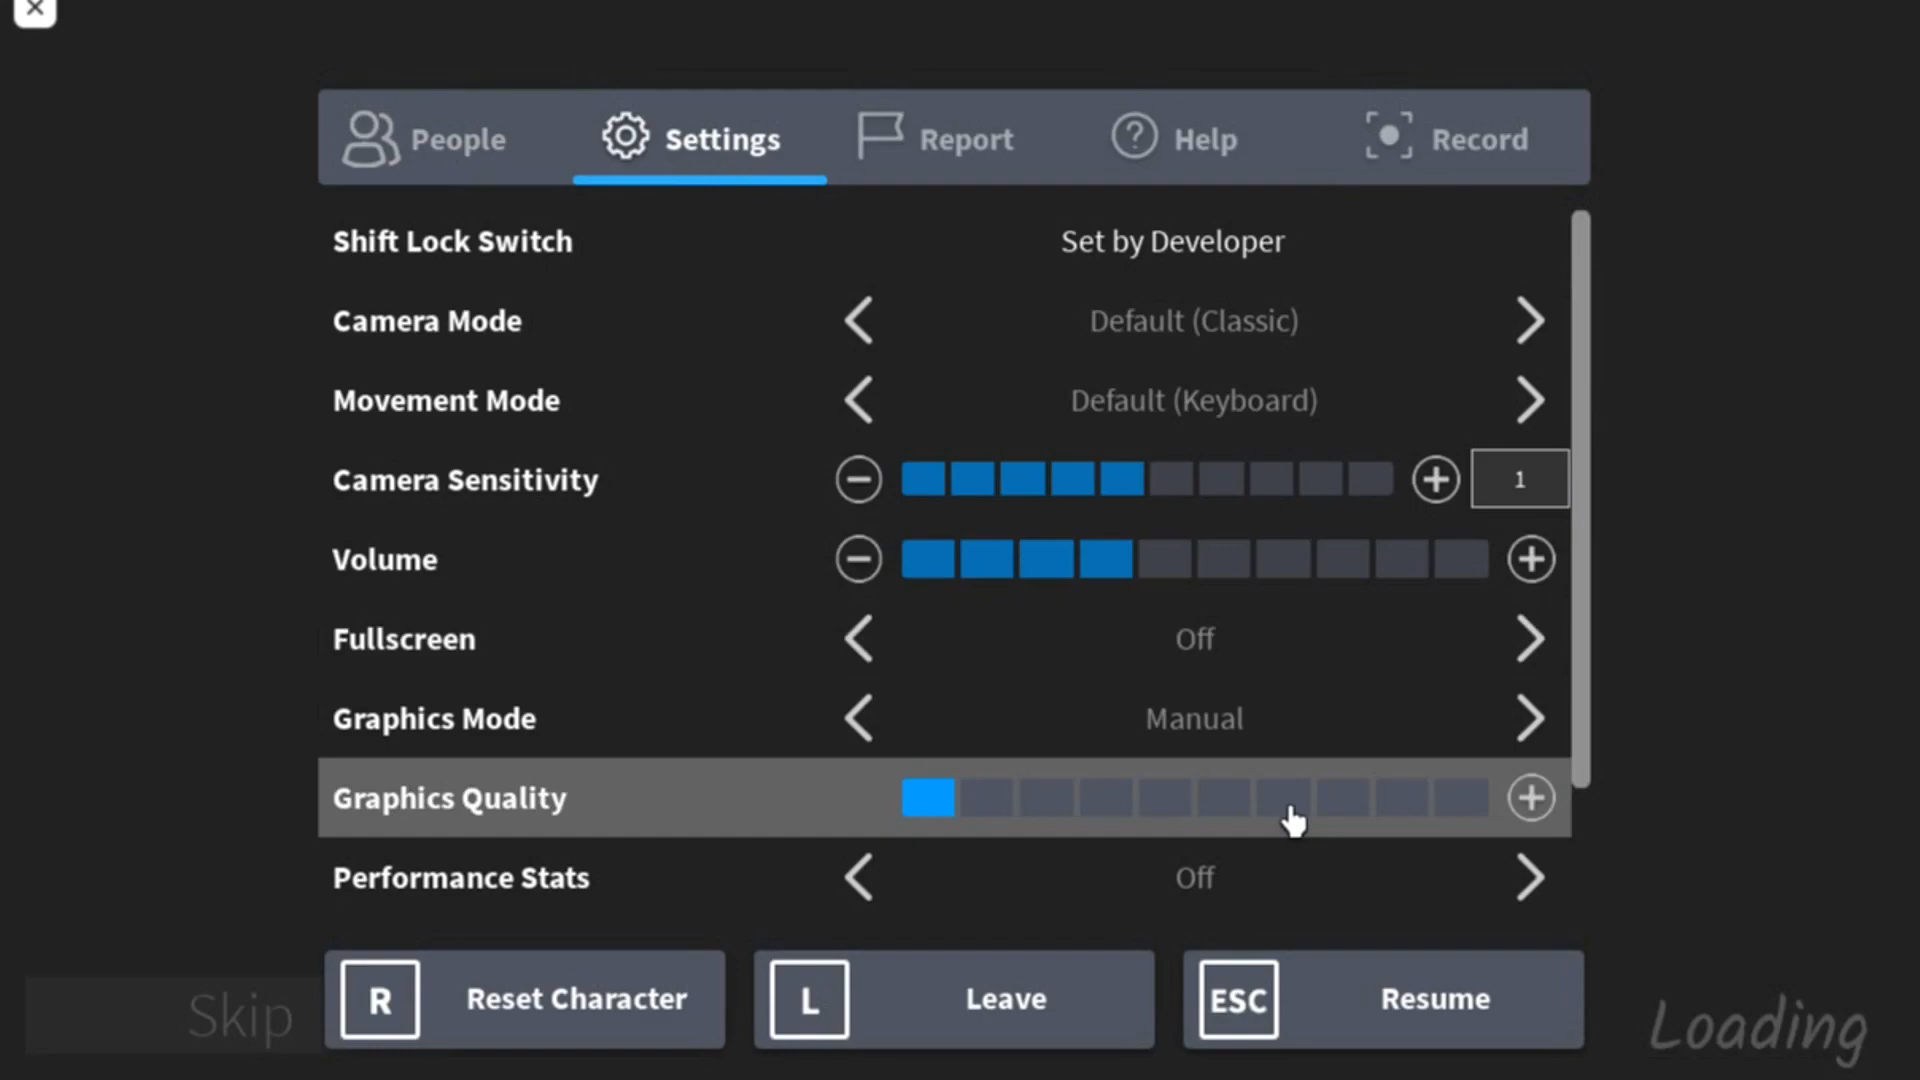 People Settings Report Help Record
Shift Lock Switch Set by Developer
Camera Mode Default (Classic)
Movement Mode Default (Keyboard)
Camera Sensitivity 1
Volume
Fullscreen Off
Graphics Mode Manual
Graphics Quality
Performance Stats Off
R Reset Character L Leave ESC Resume
Skip Loading